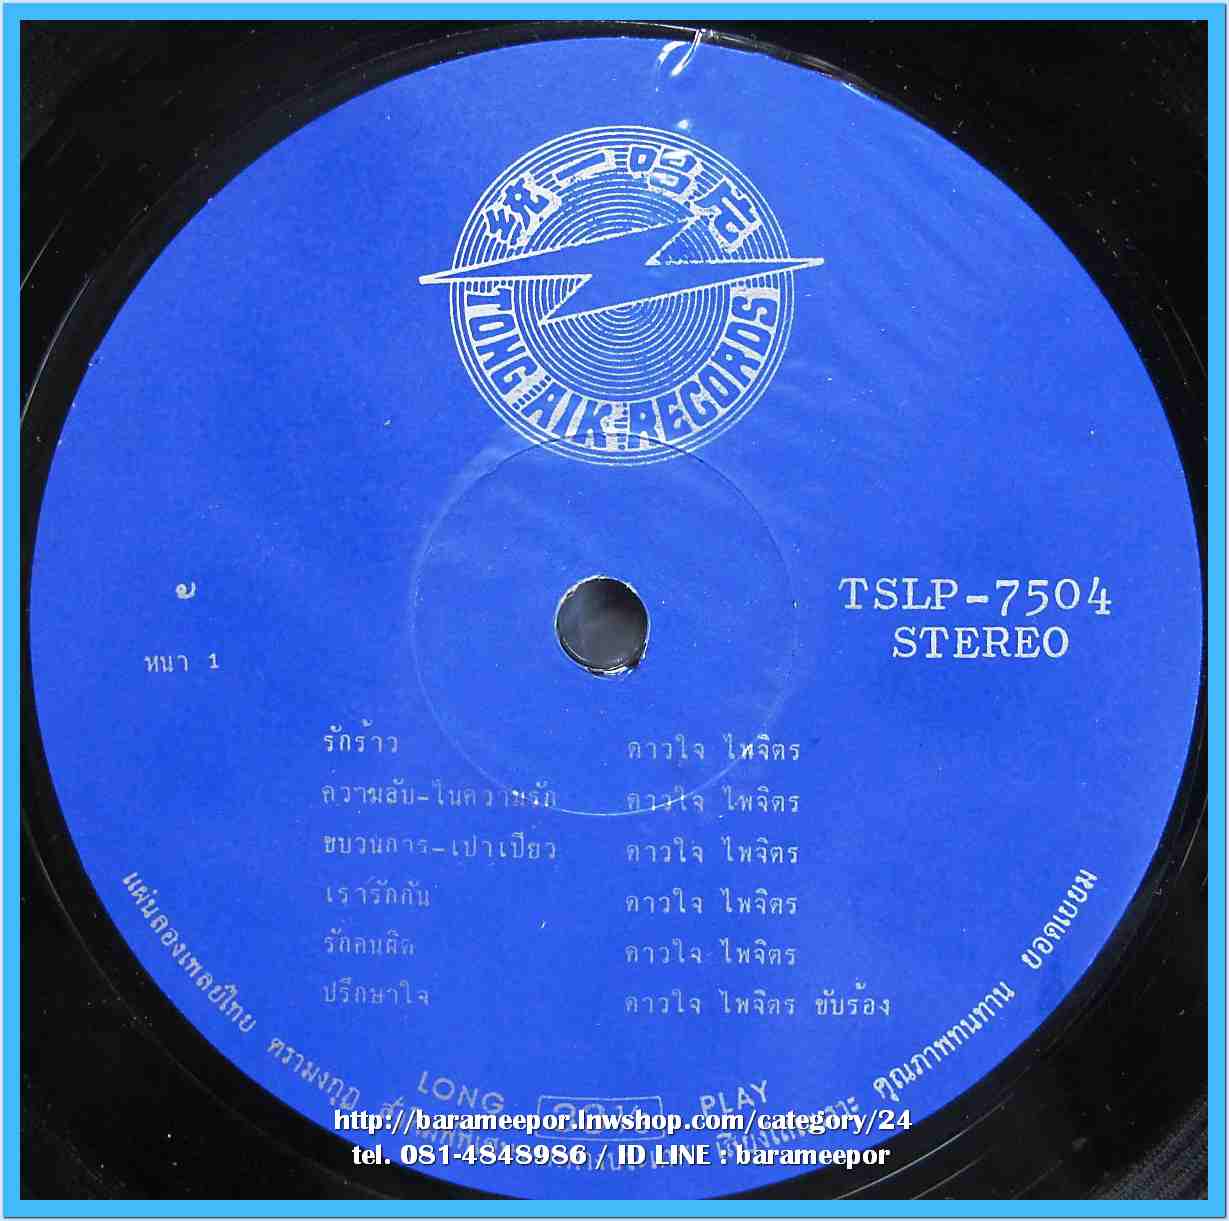 統一唱片
TONG AIK RECORDS
TSLP-7504
STEREO
หน้า 1
รักร้าว ดาวใจ ไพจิตร
ความลับ-ในความรัก ดาวใจ ไพจิตร
ขบวนการ-เปาเปียว ดาวใจ ไพจิตร
เรารักกัน ดาวใจ ไพจิตร
รักคนผิด ดาวใจ ไพจิตร
ปรึกษาใจ ดาวใจ ไพจิตร ขับร้อง
LONG 33⅓ PLAY
แผ่นลองเพลย์ไทย ตรามงกุฎ คุณภาพทนทาน ยอดเยยม
http://barameepor.lnwshop.com/category/24
tel. 081-4848986 / ID LINE : barameepor